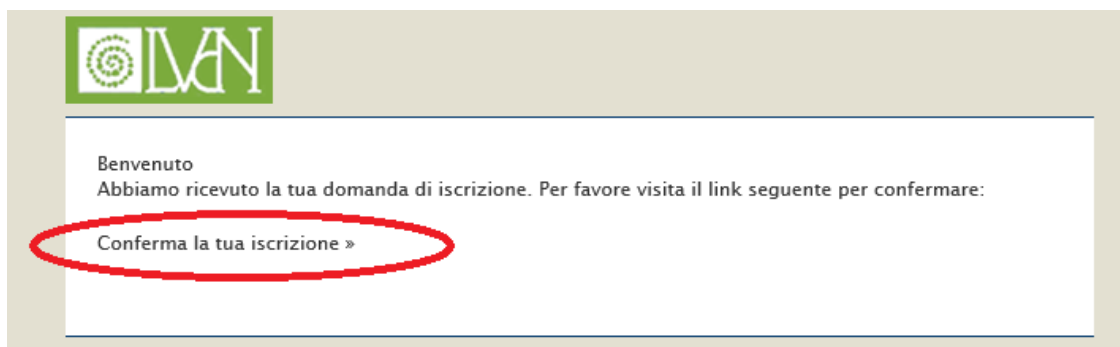 LVAN
Benvenuto
Abbiamo ricevuto la tua domanda di iscrizione. Per favore visita il link seguente per confermare:
Conferma la tua iscrizione »